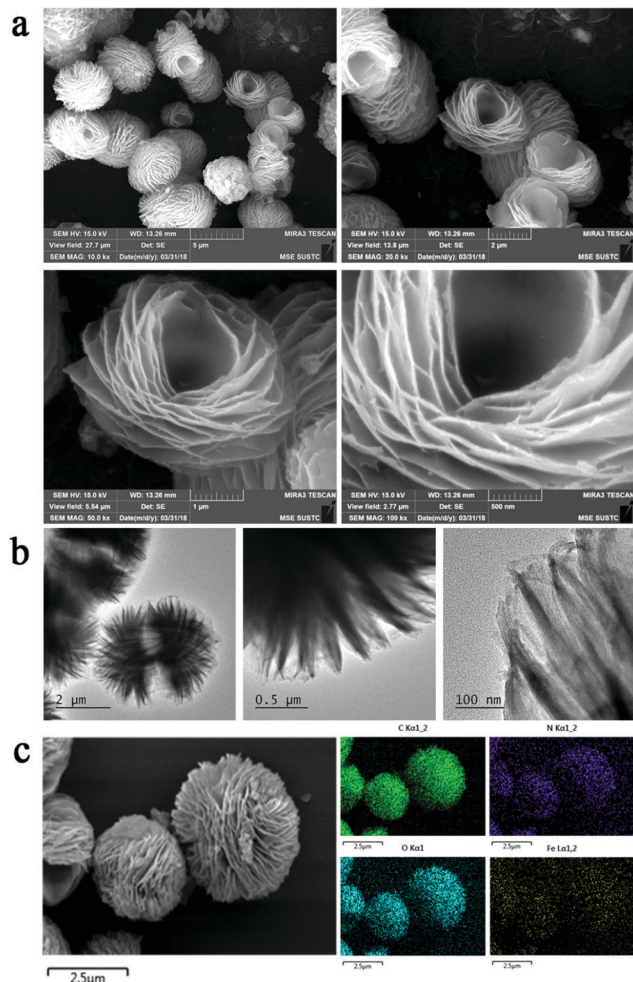 a
SEM HV: 15.0 kV WD: 13.26 mm MIRA3 TESCAN
View field: 27.7 µm Det: SE 5 µm
SEM MAG: 10.0 kx Date(m/d/y): 03/31/18 MSE SUSTC
SEM HV: 15.0 kV WD: 13.26 mm MIRA3 TESCAN
View field: 13.8 µm Det: SE 2 µm
SEM MAG: 20.0 kx Date(m/d/y): 03/31/18 MSE SUSTC
SEM HV: 15.0 kV WD: 13.26 mm MIRA3 TESCAN
View field: 5.54 µm Det: SE 1 µm
SEM MAG: 50.0 kx Date(m/d/y): 03/31/18 MSE SUSTC
SEM HV: 15.0 kV WD: 13.26 mm MIRA3 TESCAN
View field: 2.77 µm Det: SE 500 nm
SEM MAG: 100 kx Date(m/d/y): 03/31/18 MSE SUSTC
b
2 µm
0.5 µm
100 nm
c
2.5µm
C Kα1_2
2.5µm
N Kα1_2
2.5µm
O Kα1
2.5µm
Fe Lα1,2
2.5µm